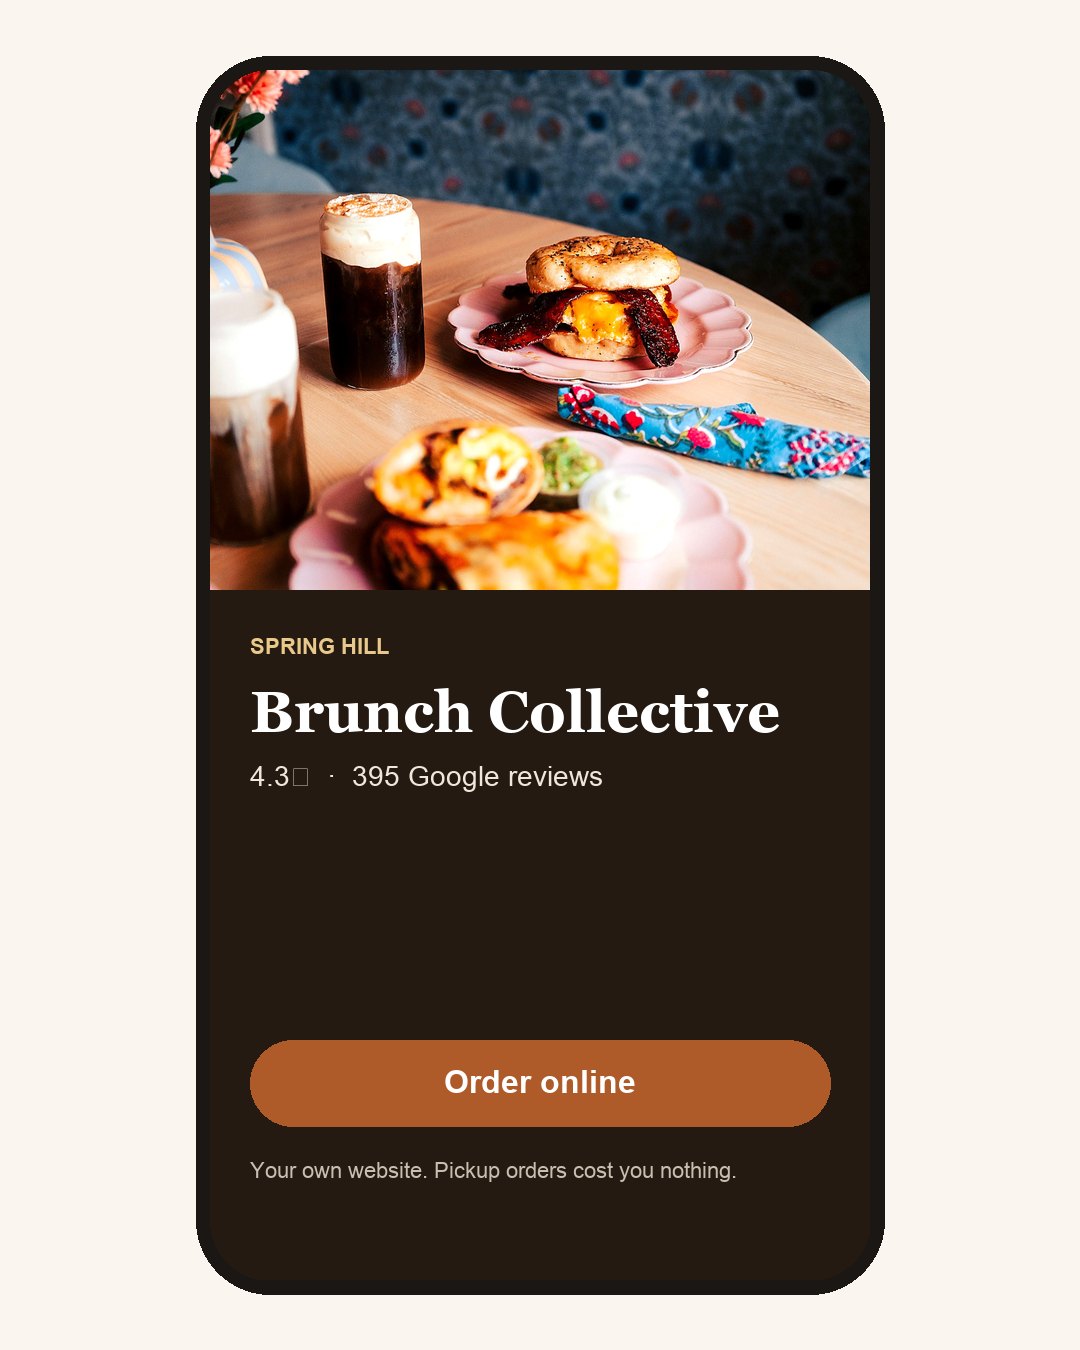 SPRING HILL
Brunch Collective
4.3□ · 395 Google reviews
Order online
Your own website. Pickup orders cost you nothing.